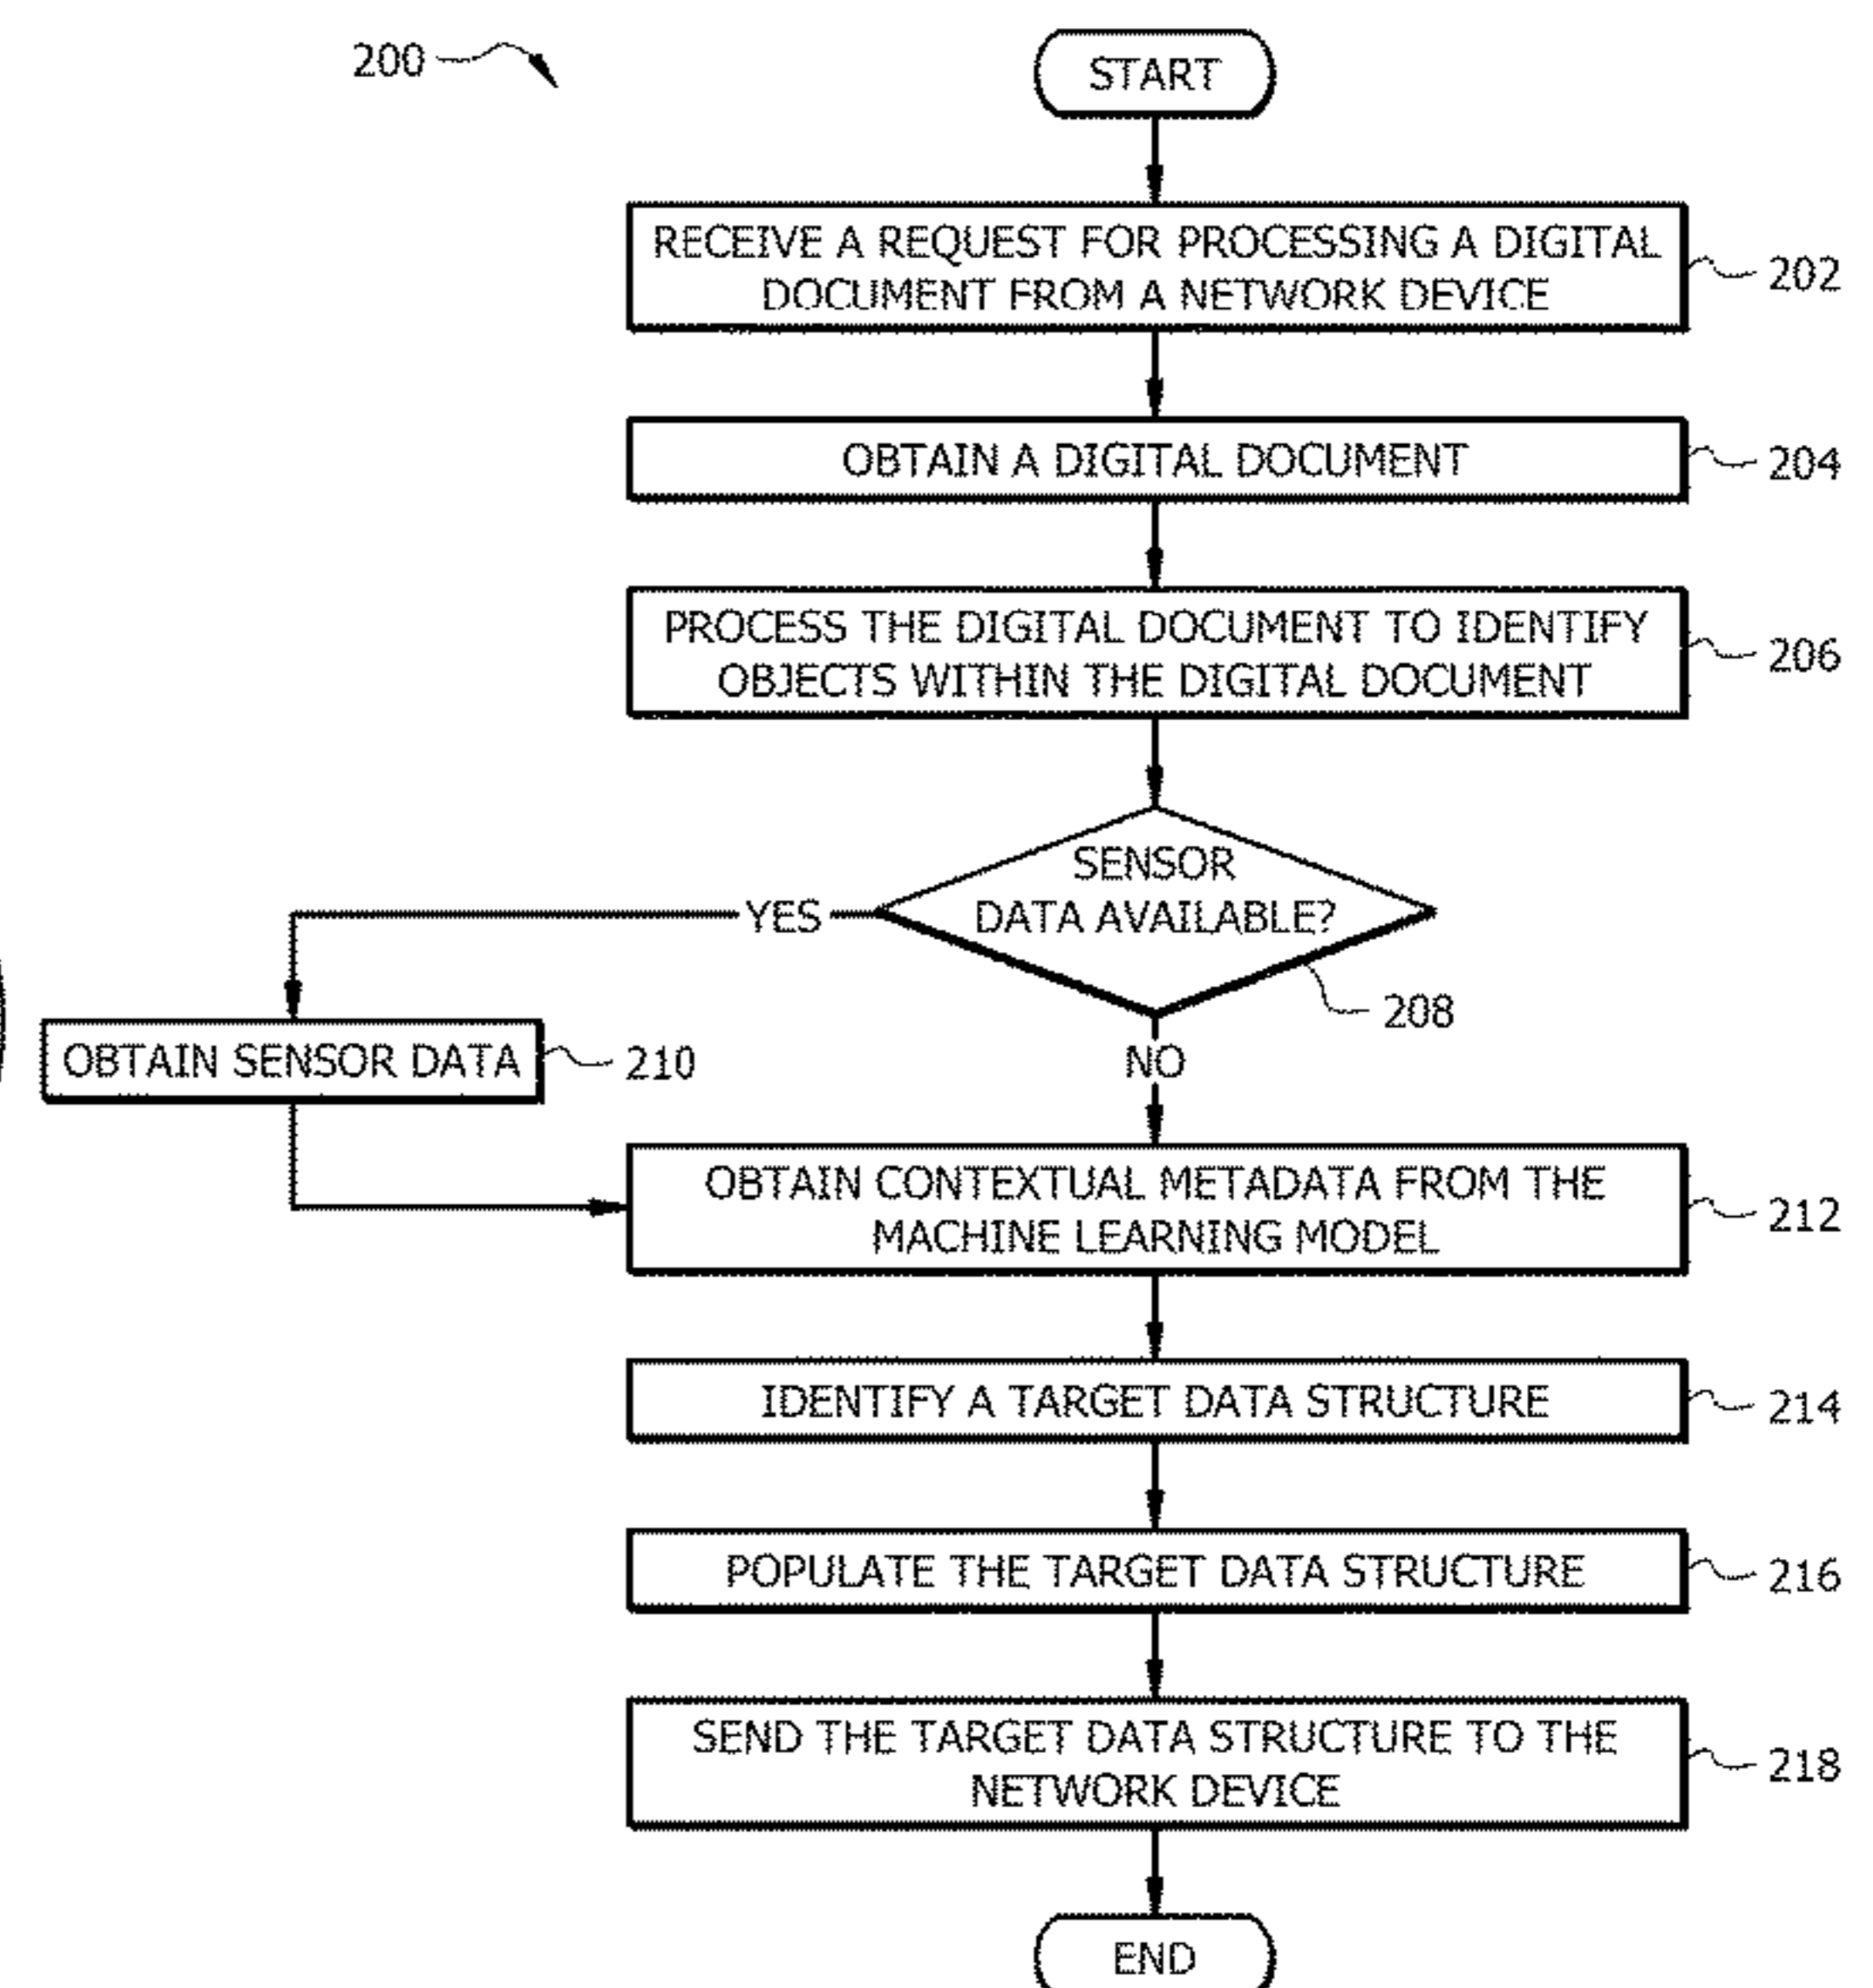 200
START
RECEIVE A REQUEST FOR PROCESSING A DIGITAL
DOCUMENT FROM A NETWORK DEVICE
202
OBTAIN A DIGITAL DOCUMENT
204
PROCESS THE DIGITAL DOCUMENT TO IDENTIFY
OBJECTS WITHIN THE DIGITAL DOCUMENT
206
SENSOR
DATA AVAILABLE?
208
YES
NO
OBTAIN SENSOR DATA
210
OBTAIN CONTEXTUAL METADATA FROM THE
MACHINE LEARNING MODEL
212
IDENTIFY A TARGET DATA STRUCTURE
214
POPULATE THE TARGET DATA STRUCTURE
216
SEND THE TARGET DATA STRUCTURE TO THE
NETWORK DEVICE
218
END